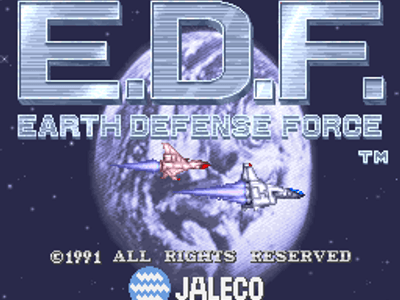 E.D.F.
EARTH DEFENSE FORCE
TM
©1991 ALL RIGHTS RESERVED
JALECO